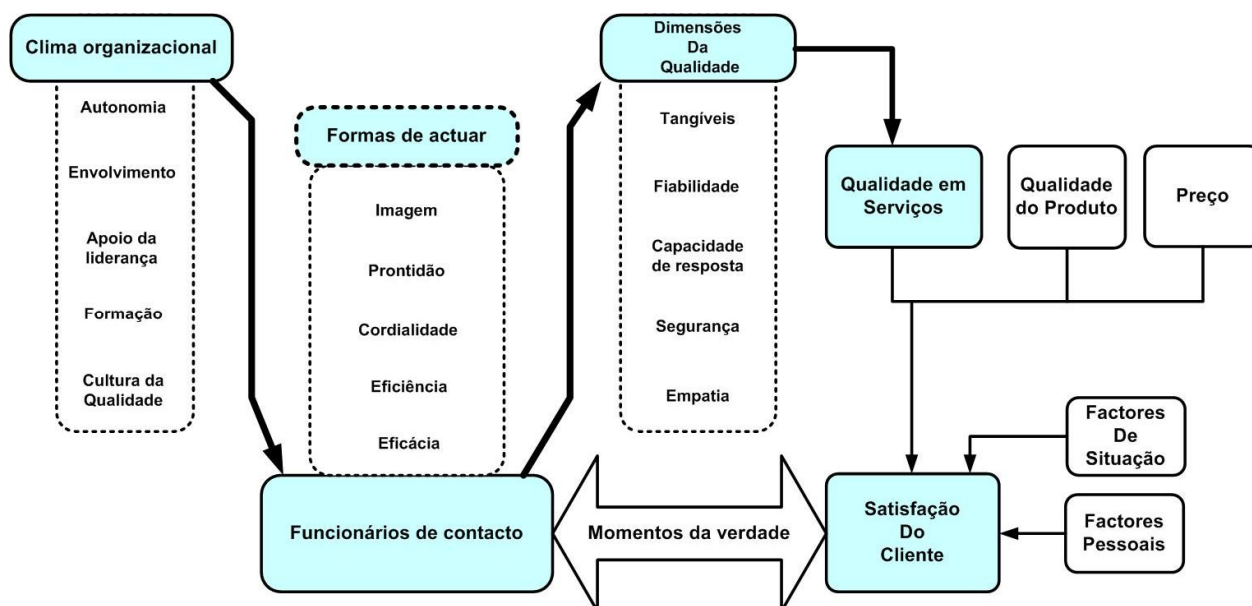 Clima organizacional
Autonomia
Envolvimento
Apoio da
liderança
Formação
Cultura da
Qualidade
Formas de actuar
Imagem
Prontidão
Cordialidade
Eficiência
Eficácia
Funcionários de contacto
Dimensões
Da
Qualidade
Tangíveis
Fiabilidade
Capacidade
de resposta
Segurança
Empatia
Momentos da verdade
Qualidade em
Serviços
Qualidade
do Produto
Preço
Factores
De
Situação
Satisfação
Do
Cliente
Factores
Pessoais